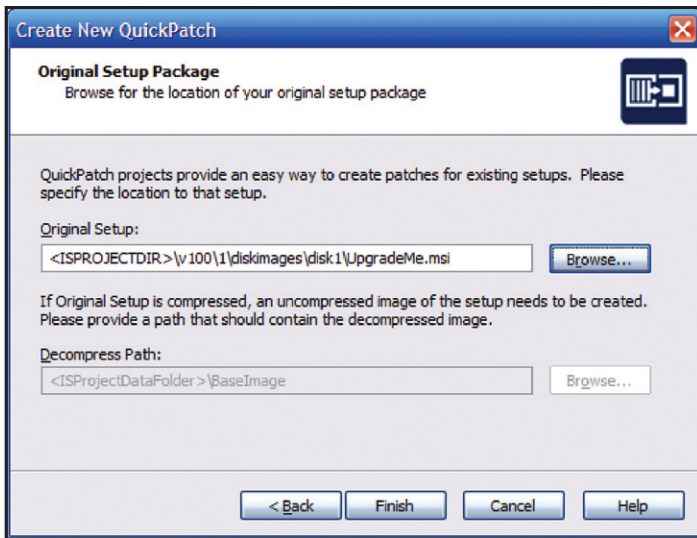 Create New QuickPatch
Original Setup Package
Browse for the location of your original setup package
QuickPatch projects provide an easy way to create patches for existing setups. Please
specify the location to that setup.
Original Setup:
<ISPROJECTDIR>\v100\1\diskimages\disk1\UpgradeMe.msi
Browse...
If Original Setup is compressed, an uncompressed image of the setup needs to be created.
Please provide a path that should contain the decompressed image.
Decompress Path:
<ISProjectDataFolder>\BaseImage
Browse...
< Back
Finish
Cancel
Help